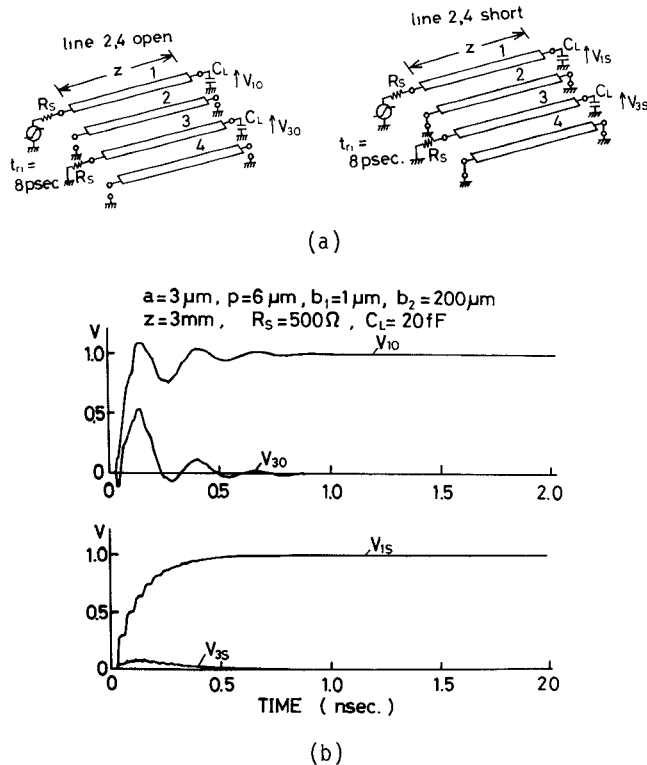 line 2,4 open
z
1
2
3
4
C_L
V_10
C_L
V_30
R_S
t_r1 =
8psec
R_S
line 2,4 short
z
1
2
3
4
C_L
V_1S
C_L
V_3S
R_S
t_r1 =
8psec.
R_S
(a)
a=3μm, p=6μm, b₁=1μm, b₂=200μm
z=3mm, R_S=500Ω, C_L=20fF
V
1.0
0.5
0
V_10
V_30
0 0.5 1.0 1.5 2.0
V
1.0
0.5
0
V_1S
V_3S
0 0.5 1.0 1.5 20
TIME ( nsec.)
(b)